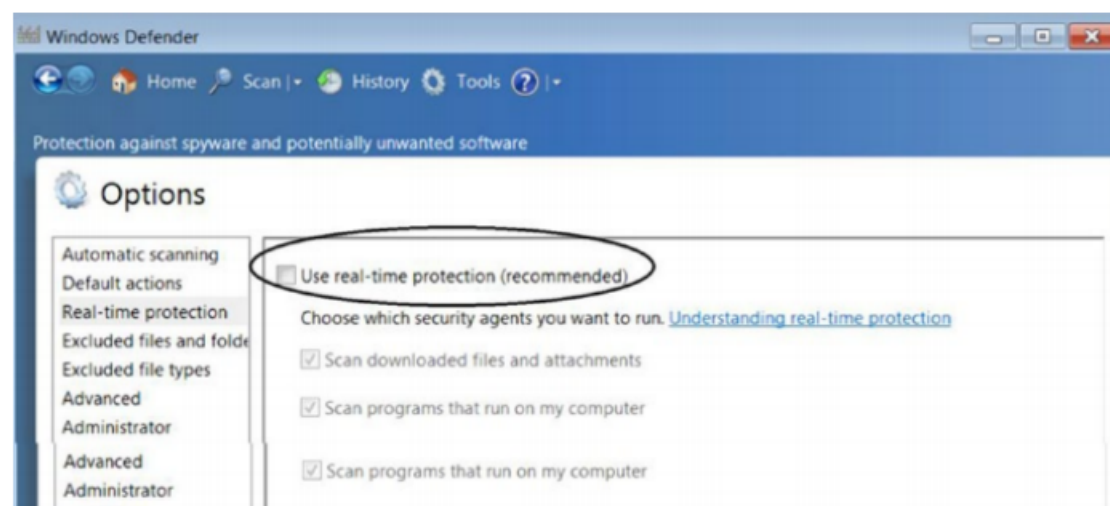 Windows Defender
Home Scan History Tools
Protection against spyware and potentially unwanted software
Options
Automatic scanning
Default actions
Real-time protection
Excluded files and folde
Excluded file types
Advanced
Administrator
Advanced
Administrator
Use real-time protection (recommended)
Choose which security agents you want to run. Understanding real-time protection
Scan downloaded files and attachments
Scan programs that run on my computer
Scan programs that run on my computer